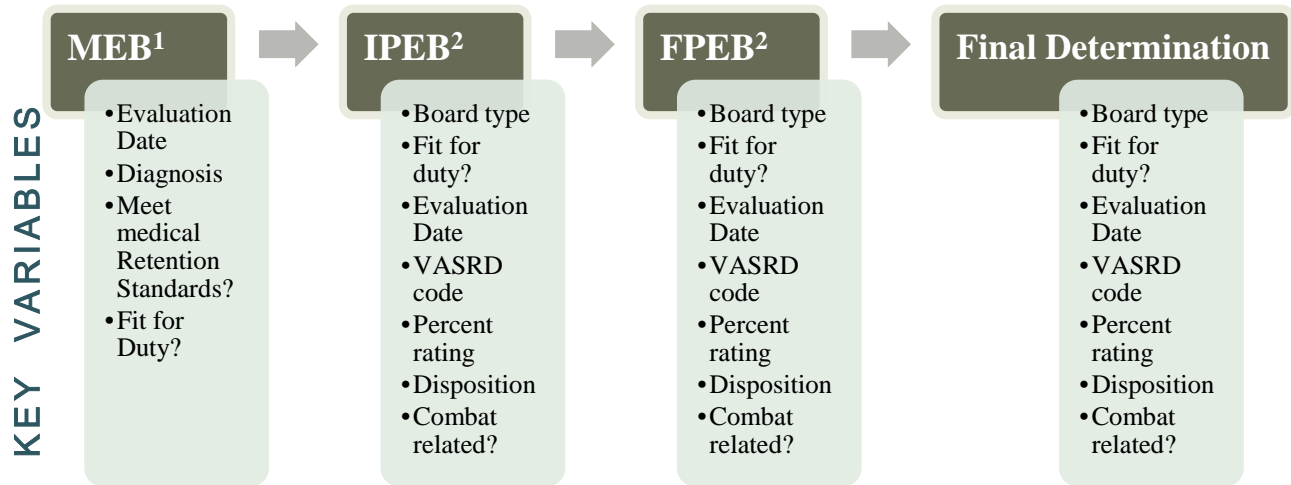 KEY VARIABLES
MEB¹
•Evaluation
Date
•Diagnosis
•Meet
medical
Retention
Standards?
•Fit for
Duty?
IPEB²
•Board type
•Fit for
duty?
•Evaluation
Date
•VASRD
code
•Percent
rating
•Disposition
•Combat
related?
FPEB²
•Board type
•Fit for
duty?
•Evaluation
Date
•VASRD
code
•Percent
rating
•Disposition
•Combat
related?
Final Determination
•Board type
•Fit for
duty?
•Evaluation
Date
•VASRD
code
•Percent
rating
•Disposition
•Combat
related?